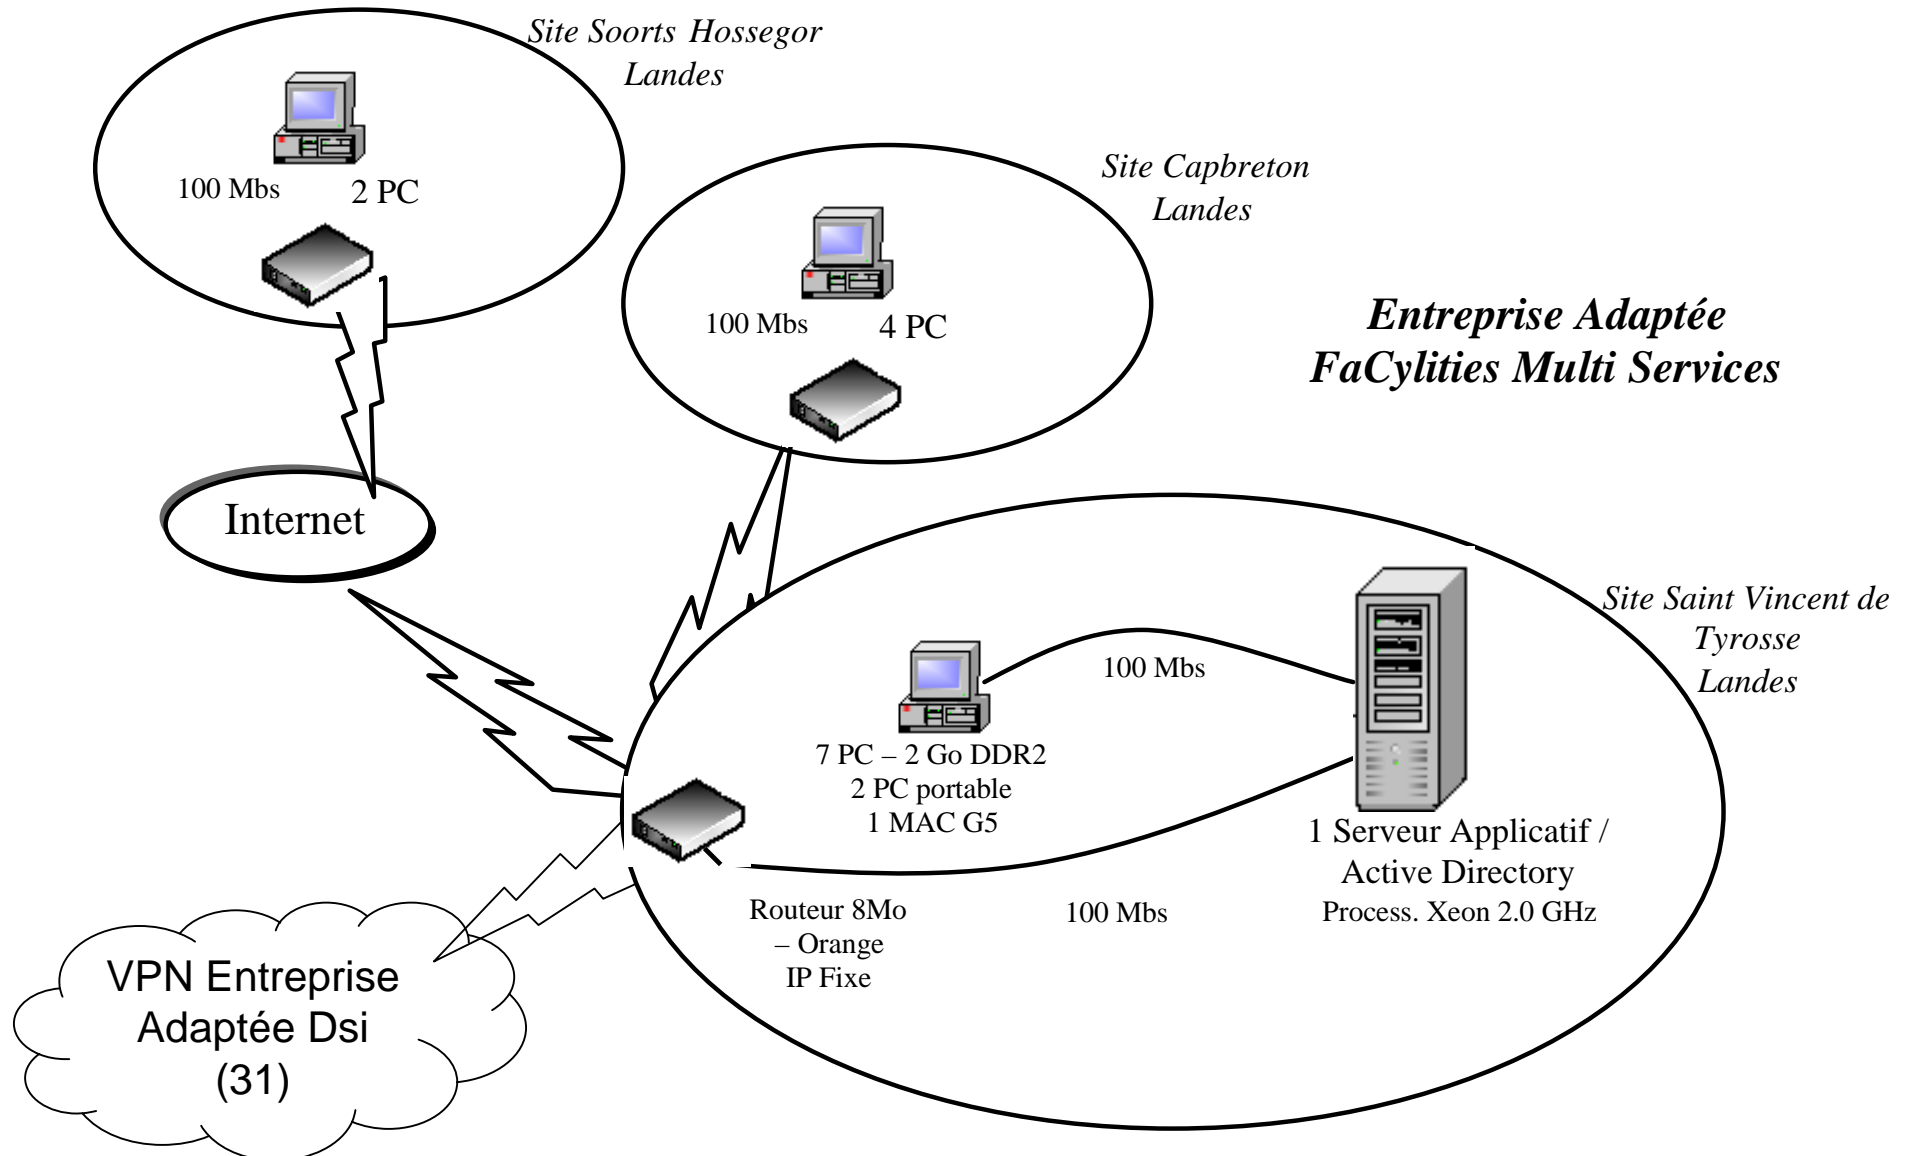 Site Soorts Hossegor
Landes
100 Mbs
2 PC
Site Capbreton
Landes
100 Mbs
4 PC
Entreprise Adaptée
FaCylities Multi Services
Internet
Site Saint Vincent de
Tyrosse
Landes
100 Mbs
7 PC – 2 Go DDR2
2 PC portable
1 MAC G5
1 Serveur Applicatif /
Active Directory
Process. Xeon 2.0 GHz
Routeur 8Mo
– Orange
IP Fixe
100 Mbs
VPN Entreprise
Adaptée Dsi
(31)